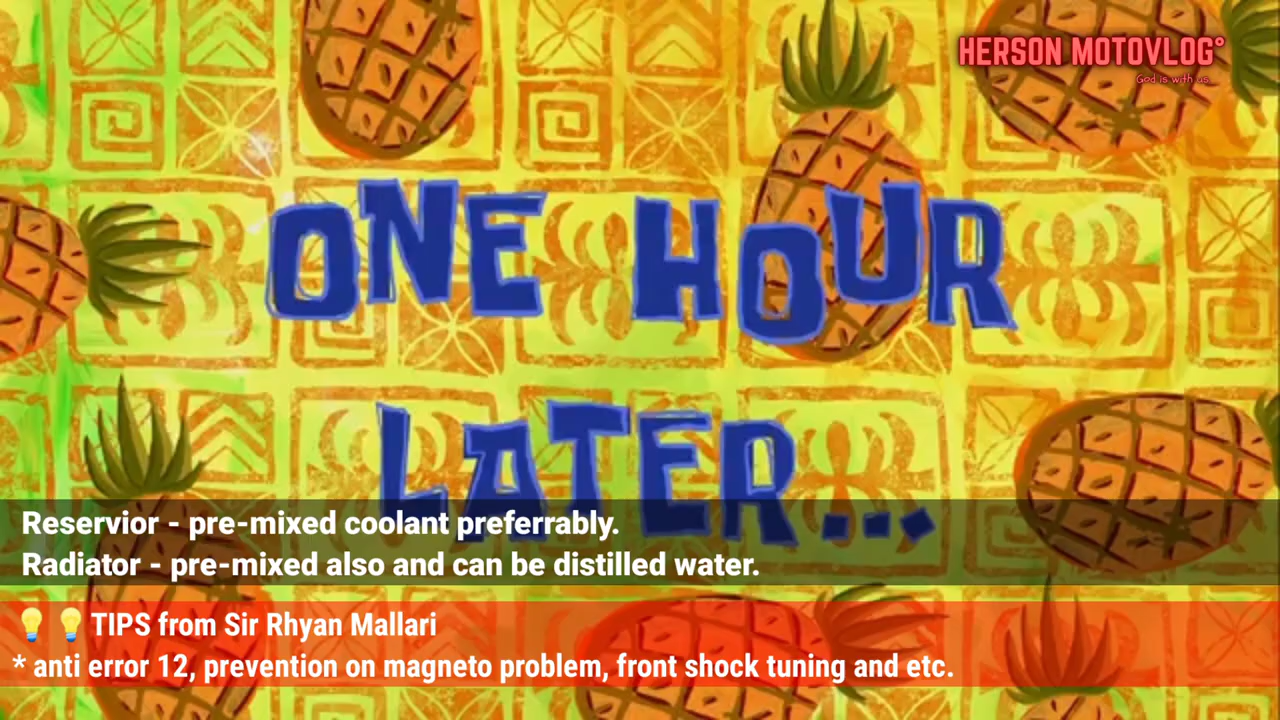 HERSON MOTOVLOG°
God is with us.
ONE HOUR
LATER...
Reservior - pre-mixed coolant preferrably.
Radiator - pre-mixed also and can be distilled water.
💡💡TIPS from Sir Rhyan Mallari
* anti error 12, prevention on magneto problem, front shock tuning and etc.